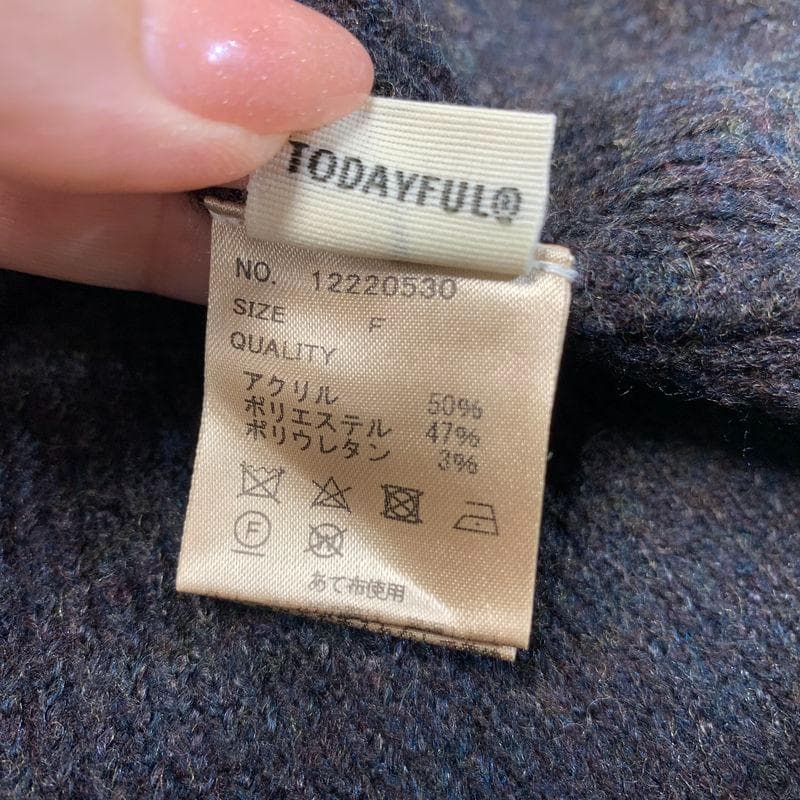 TODAYFUL®
NO. 12220530
SIZE F
QUALITY
アクリル 50%
ポリエステル 47%
ポリウレタン 3%
F
あて布使用